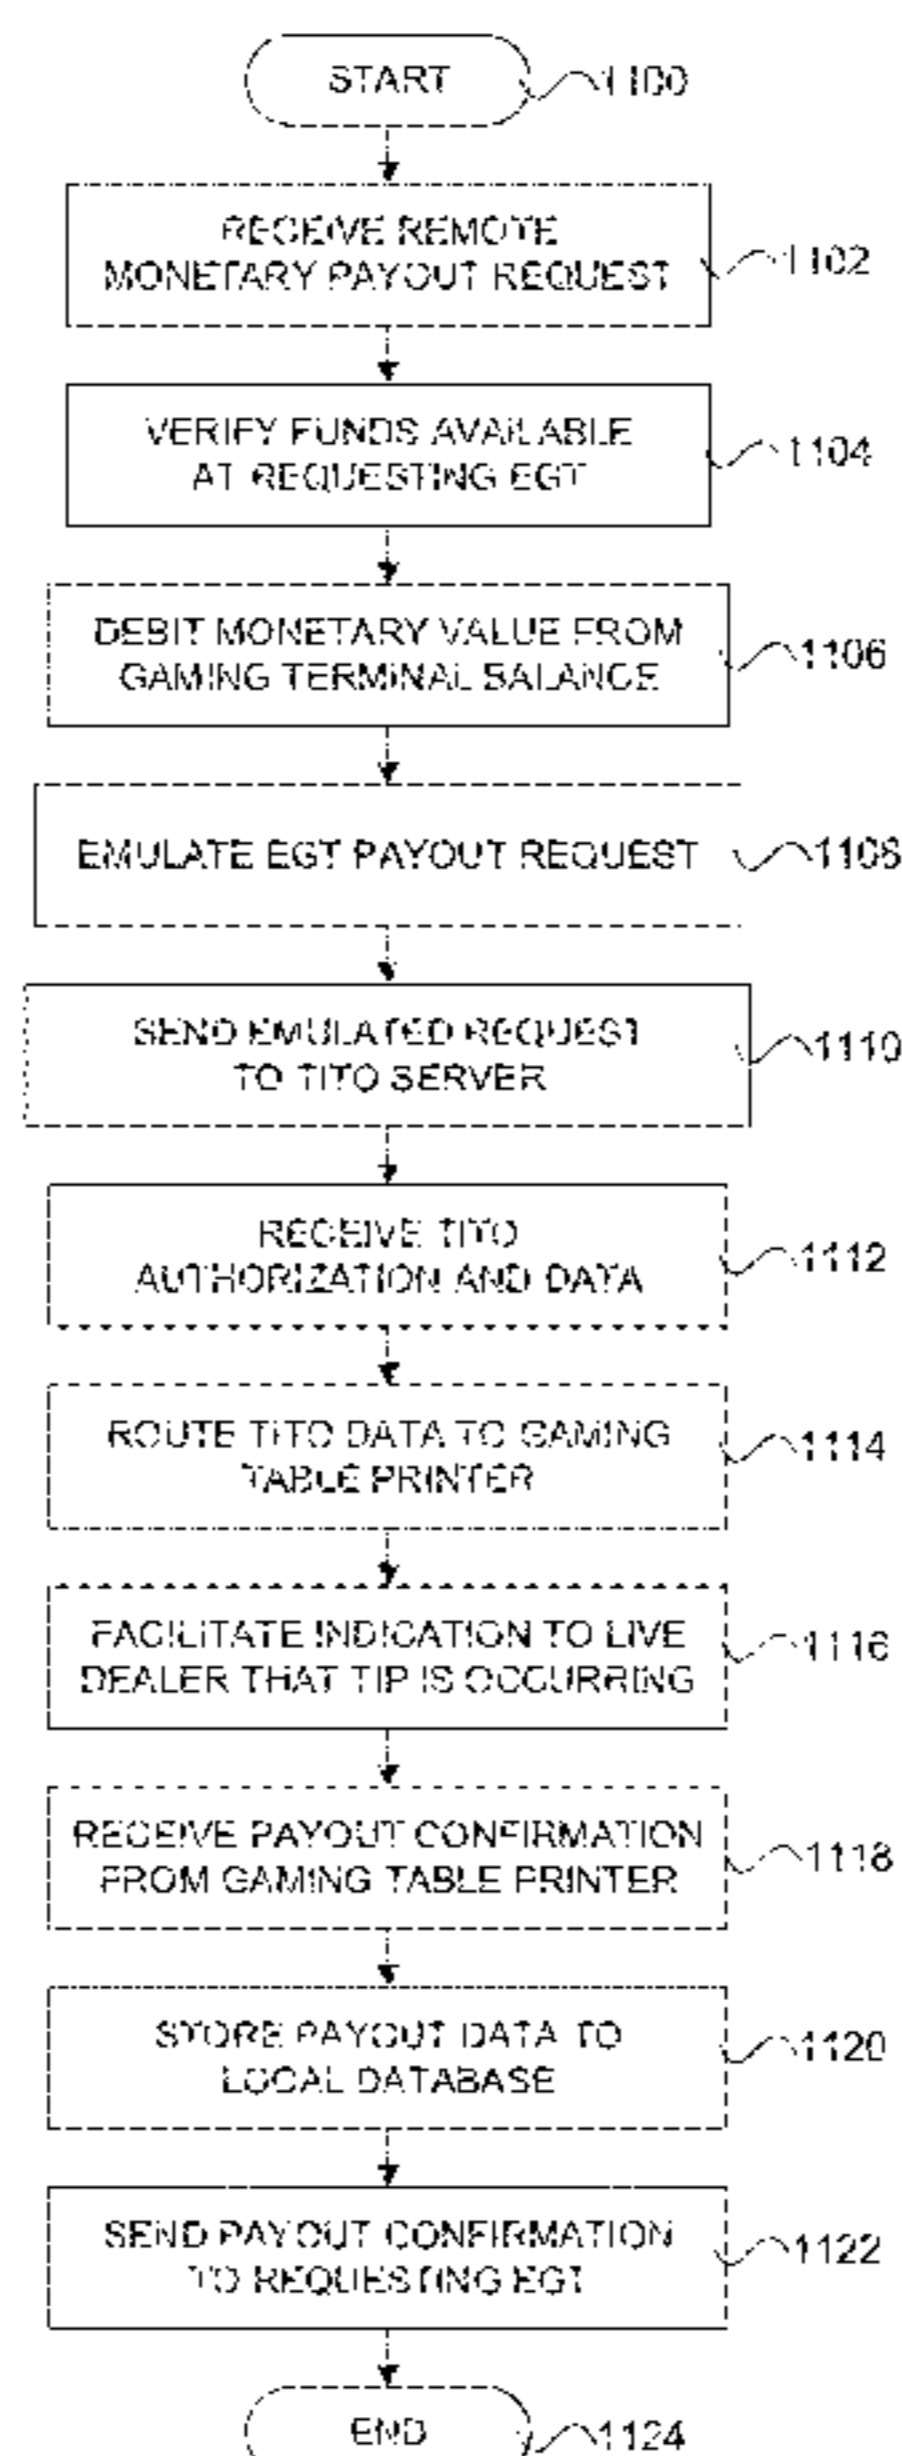 START
1100
RECEIVE REMOTE
MONETARY PAYOUT REQUEST
1102
VERIFY FUNDS AVAILABLE
AT REQUESTING EGT
1104
DEBIT MONETARY VALUE FROM
GAMING TERMINAL BALANCE
1106
EMULATE EGT PAYOUT REQUEST
1108
SEND EMULATED REQUEST
TO TITO SERVER
1110
RECEIVE TITO
AUTHORIZATION AND DATA
1112
ROUTE TITO DATA TO GAMING
TABLE PRINTER
1114
FACILITATE INDICATION TO LIVE
DEALER THAT TIP IS OCCURRING
1116
RECEIVE PAYOUT CONFIRMATION
FROM GAMING TABLE PRINTER
1118
STORE PAYOUT DATA TO
LOCAL DATABASE
1120
SEND PAYOUT CONFIRMATION
TO REQUESTING EGT
1122
END
1124